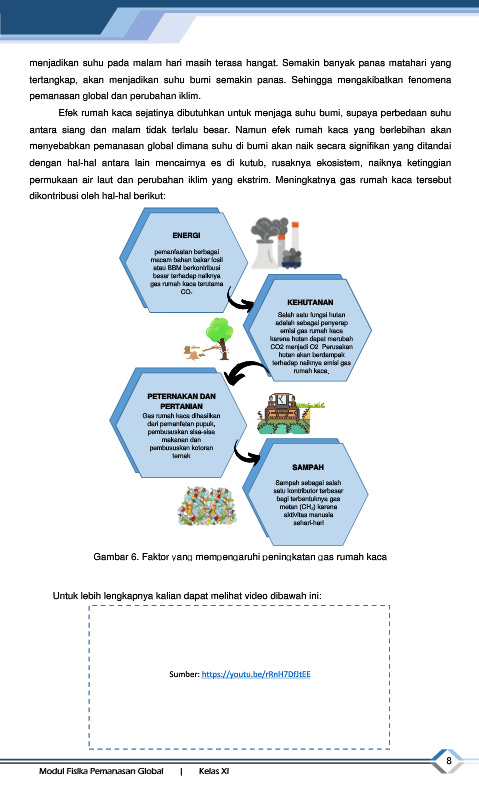 menjadikan suhu pada malam hari masih terasa hangat. Semakin banyak panas matahari yang
tertangkap, akan menjadikan suhu bumi semakin panas. Sehingga mengakibatkan fenomena
pemanasan global dan perubahan iklim.
Efek rumah kaca sejatinya dibutuhkan untuk menjaga suhu bumi, supaya perbedaan suhu
antara siang dan malam tidak terlalu besar. Namun efek rumah kaca yang berlebihan akan
menyebabkan pemanasan global dimana suhu di bumi akan naik secara signifikan yang ditandai
dengan hal-hal antara lain mencairnya es di kutub, rusaknya ekosistem, naiknya ketinggian
permukaan air laut dan perubahan iklim yang ekstrim. Meningkatnya gas rumah kaca tersebut
dikontribusi oleh hal-hal berikut:
ENERGI
pemanfaatan berbagai
macam bahan bakar fosil
atau BBM berkontribusi
besar terhadap naiknya
gas rumah kaca terutama
CO₂
KEHUTANAN
Salah satu fungsi hutan
adalah sebagai penyerap
emisi gas rumah kaca
karena hutan dapat merubah
CO2 menjadi O2 Perusakan
hutan akan berdampak
terhadap naiknya emisi gas
rumah kaca,
PETERNAKAN DAN
PERTANIAN
Gas rumah kaca dihasilkan
dari pemanfaian pupuk,
pembususkan sisa-sisa
makanan dan
pembusukan kotoran
ternak
SAMPAH
Sampah sebagai salah
satu kontributor terbesar
bagi terbentuknya gas
metan (CH₄) karena
aktivitas manusia
sehari-hari
Gambar 6. Faktor yang mempengaruhi peningkatan gas rumah kaca
Untuk lebih lengkapnya kalian dapat melihat video dibawah ini:
Sumber: https://youtu.be/rRnH7DfJtEE
8
Modul Fisika Pemanasan Global | Kelas XI